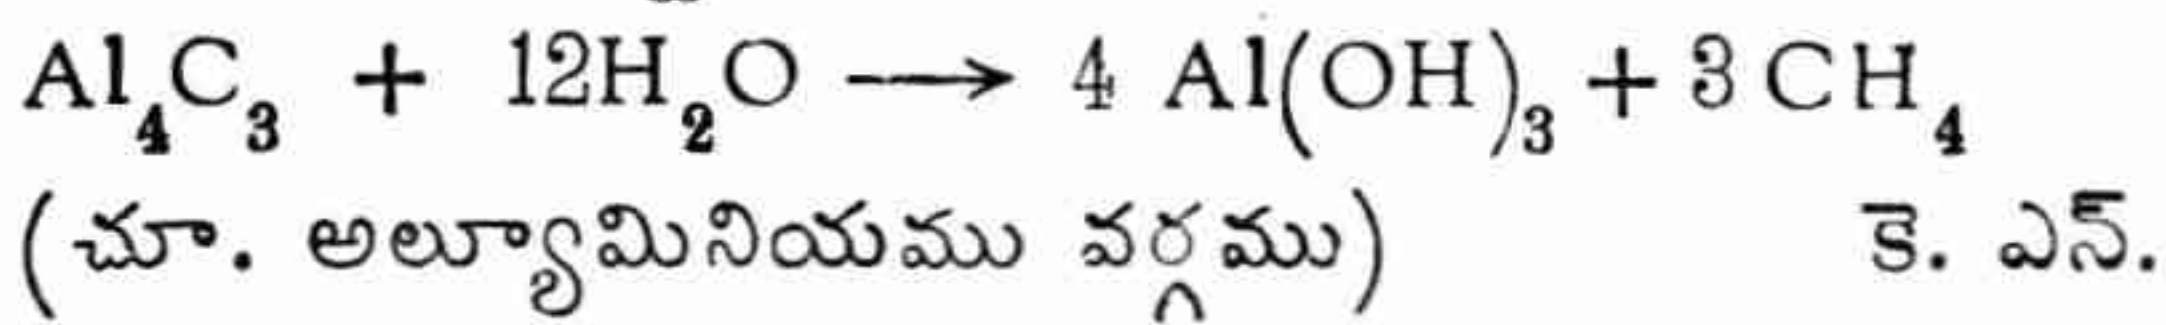 Al₄C₃ + 12H₂O ⟶ 4 Al(OH)₃ + 3 CH₄
(చూ. అల్యూమినియము వర్గము) కె. ఎన్.